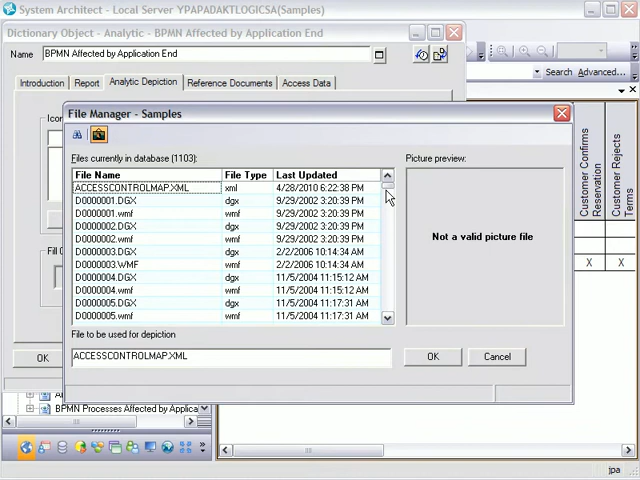 System Architect - Local Server YPAPADAKTLOGICSA(Samples)
Dictionary Object - Analytic - BPMN Affected by Application End
Name
BPMN Affected by Application End
Introduction
Report
Analytic Depiction
Reference Documents
Access Data
Search
Advanced...
File Manager - Samples
Files currently in database (1103):
Picture preview:
File Name File Type Last Updated
ACCESSCONTROLMAP.XML xml 4/28/2010 6:22:38 PM
D0000001.DGX dgx 9/29/2002 3:20:39 PM
D0000001.wmf wmf 9/29/2002 3:20:39 PM
D0000002.DGX dgx 9/29/2002 3:20:39 PM
D0000002.wmf wmf 9/29/2002 3:20:39 PM
D0000003.DGX dgx 2/2/2006 10:14:34 AM
D0000003.WMF wmf 2/2/2006 10:14:34 AM
D0000004.DGX dgx 11/5/2004 11:15:12 AM
D0000004.wmf wmf 11/5/2004 11:15:12 AM
D0000005.DGX dgx 11/5/2004 11:17:31 AM
D0000005.wmf wmf 11/5/2004 11:17:31 AM
Not a valid picture file
File to be used for depiction
ACCESSCONTROLMAP.XML
OK
Cancel
Customer Confirms
Reservation
Customer Rejects
Terms
X X
OK
BPMN Processes Affected by Applica
jpa